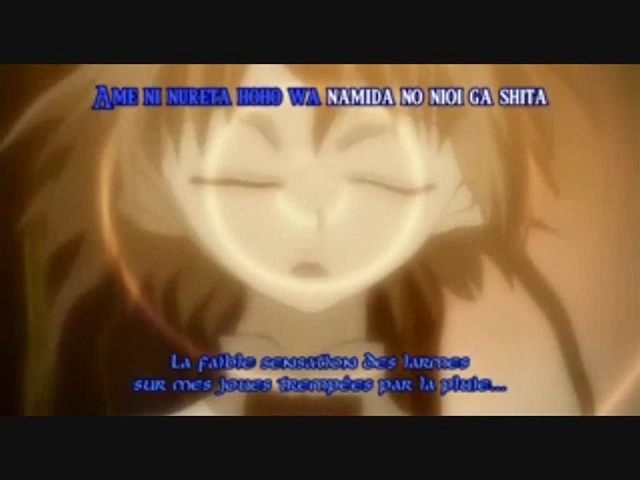 Ame ni nureta hoho wa namida no nioi ga shita
La faible sensation des larmes
sur mes joues trempées par la pluie...